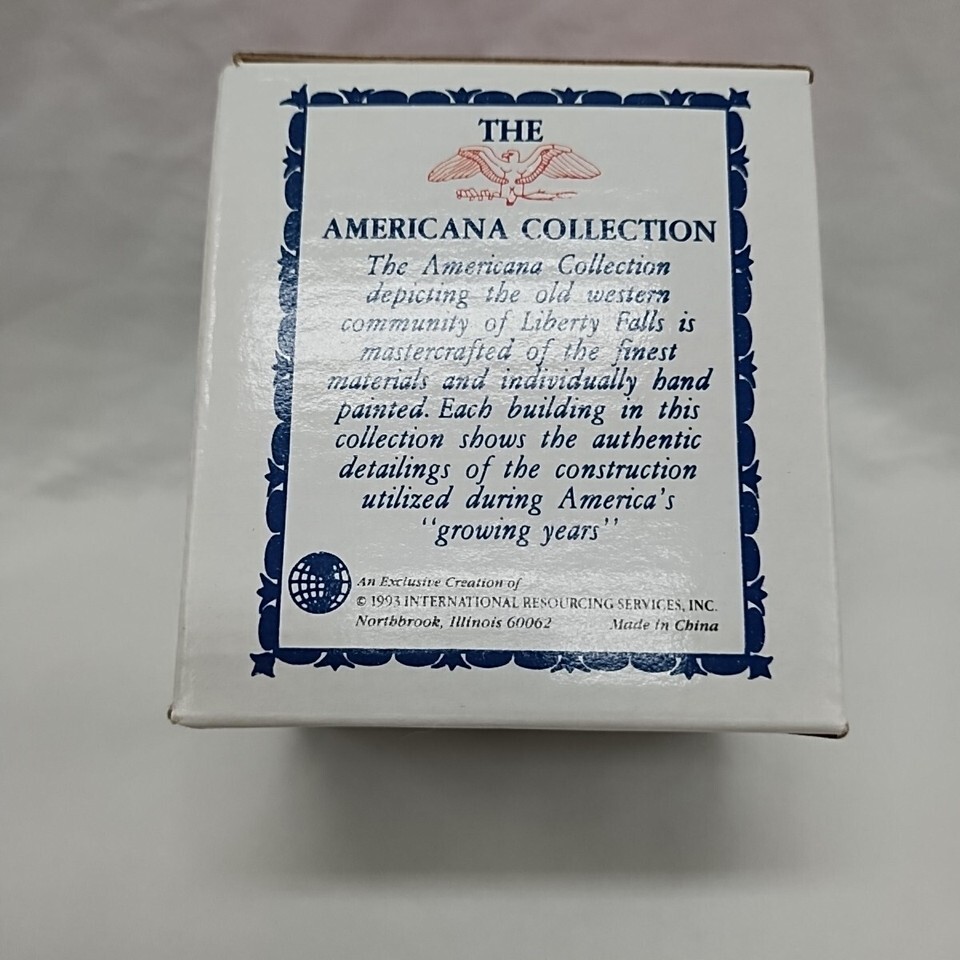 THE
AMERICANA COLLECTION
The Americana Collection
depicting the old western
community of Liberty Falls is
mastercrafted of the finest
materials and individually hand
painted. Each building in this
collection shows the authentic
detailings of the construction
utilized during America's
"growing years"
An Exclusive Creation of
© 1993 INTERNATIONAL RESOURCING SERVICES, INC.
Northbrook, Illinois 60062 Made in China